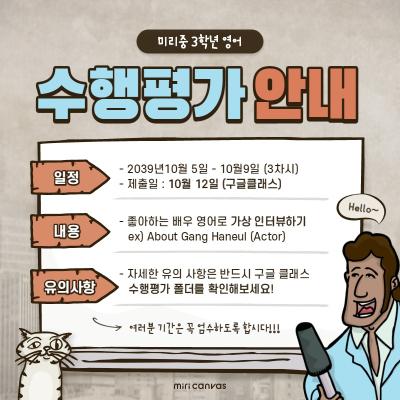 미리중 3학년 영어
수행평가 안내
일정
- 2039년10월 5일 - 10월9일 (3차시)
- 제출일 : 10월 12일 (구글클래스)
Hello~
내용
- 좋아하는 배우 영어로 가상 인터뷰하기
ex) About Gang Haneul (Actor)
유의사항
- 자세한 유의 사항은 반드시 구글 클래스
수행평가 폴더를 확인해보세요!
여러분 기간은 꼭 엄수하도록 합시다!!!
miricanvas